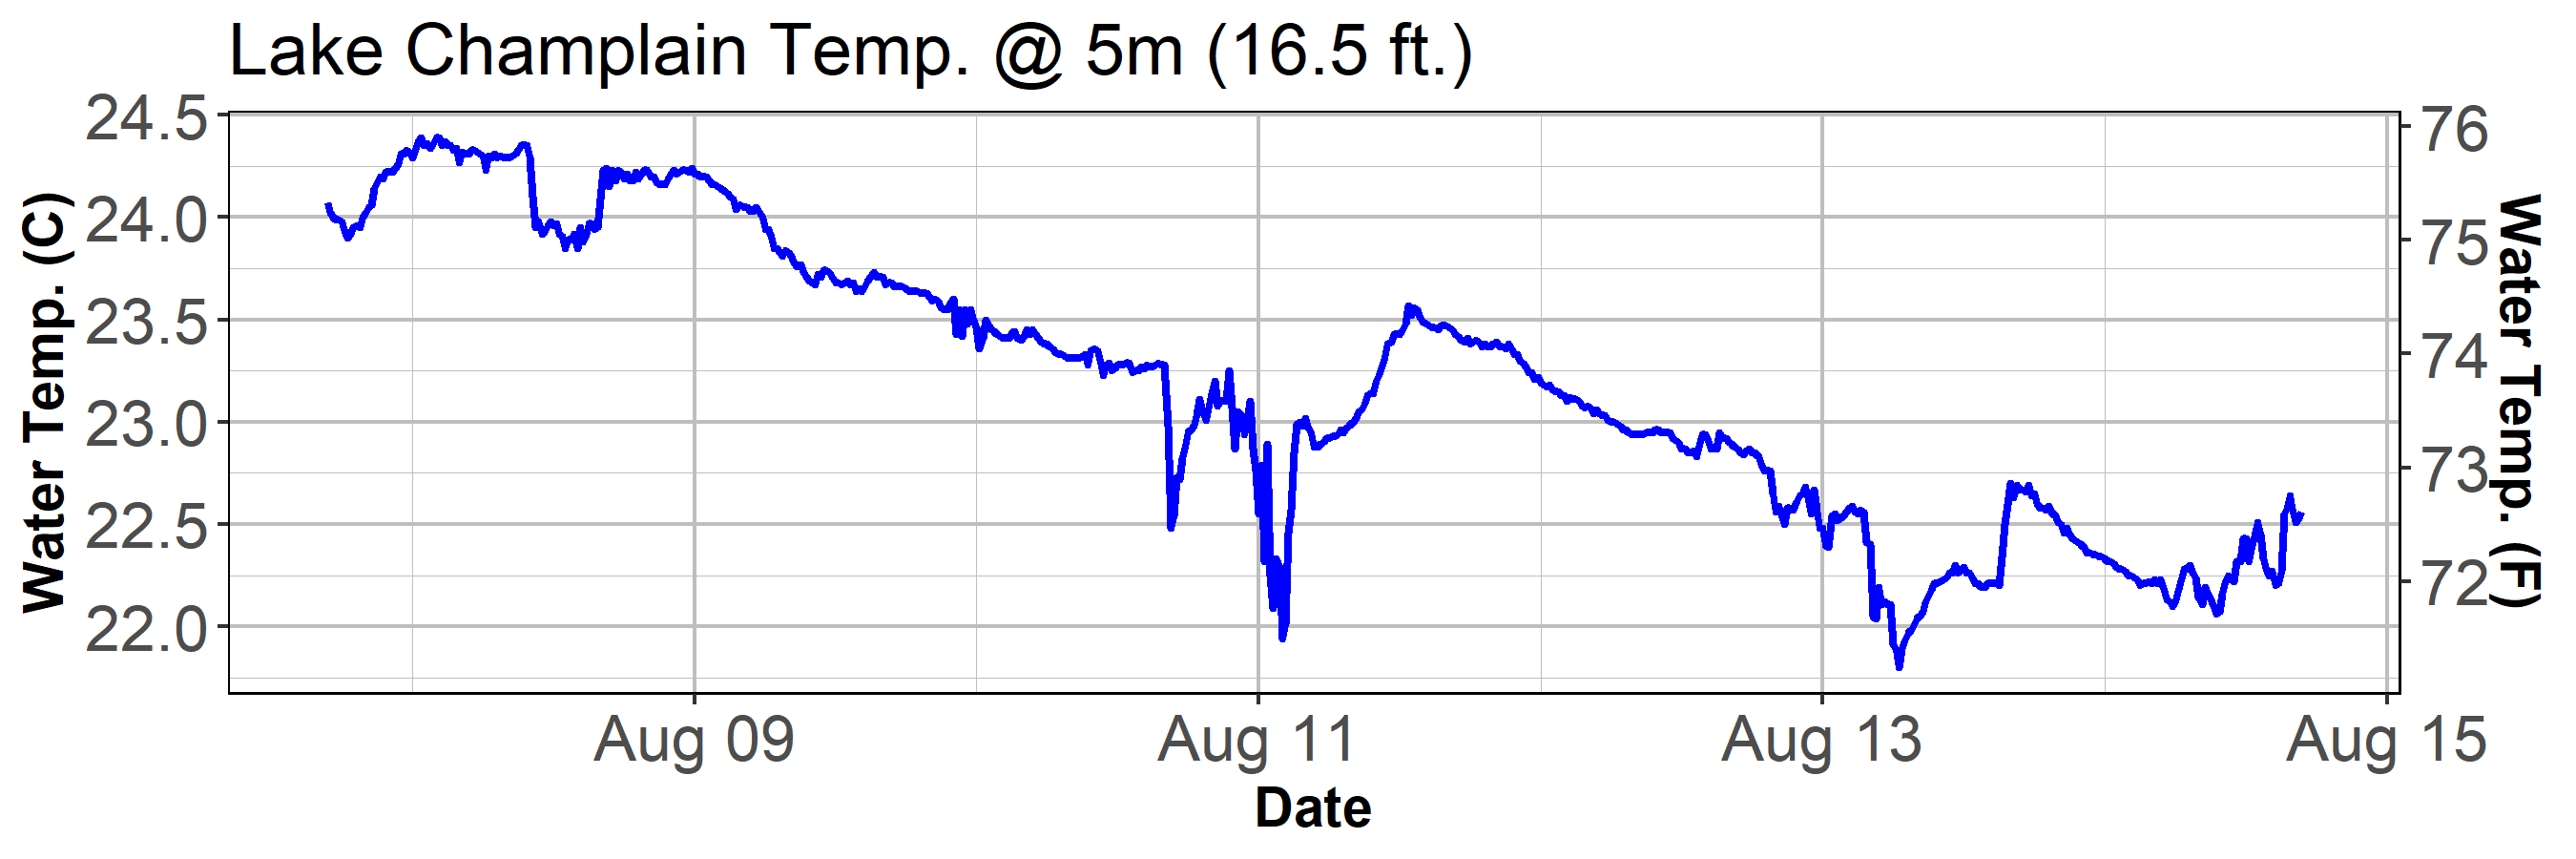 Lake Champlain Temp. @ 5m (16.5 ft.)
Water Temp. (C)
24.5
24.0
23.5
23.0
22.5
22.0
76
75
74
73
72
Water Temp. (F)
Aug 09
Aug 11
Aug 13
Aug 15
Date